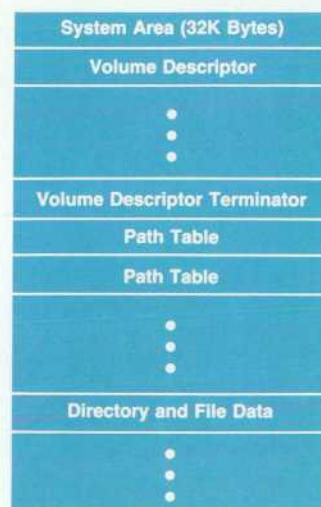 System Area (32K Bytes)
Volume Descriptor
Volume Descriptor Terminator
Path Table
Path Table
Directory and File Data